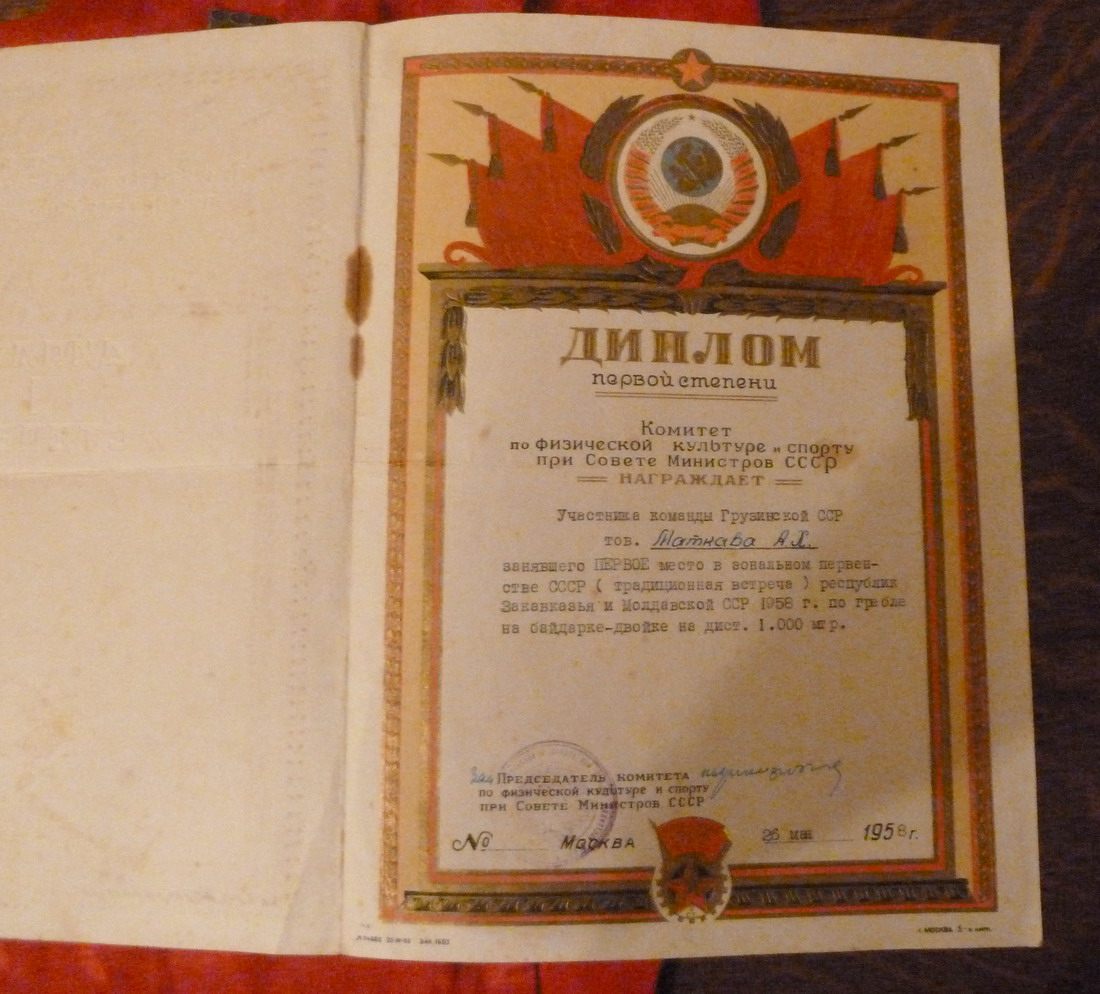 ДИПЛОМ
первой степени
Комитет
по физической культуре и спорту
при Совете Министров СССР
НАГРАЖДАЕТ
Участника команды Грузинской ССР
тов. Маткава А.Х.
занявшего ПЕРВОЕ место в зональном первен-
стве СССР ( традиционная встреча ) республик
Закавказья и Молдавской ССР 1958 г. по гребле
на байдарке-двойке на дист. 1.000 мтр.
Зам Председатель комитета
по физической культуре и спорту
при Совете Министров СССР
№ Москва 26 мая 1958 г.
г. МОСКВА